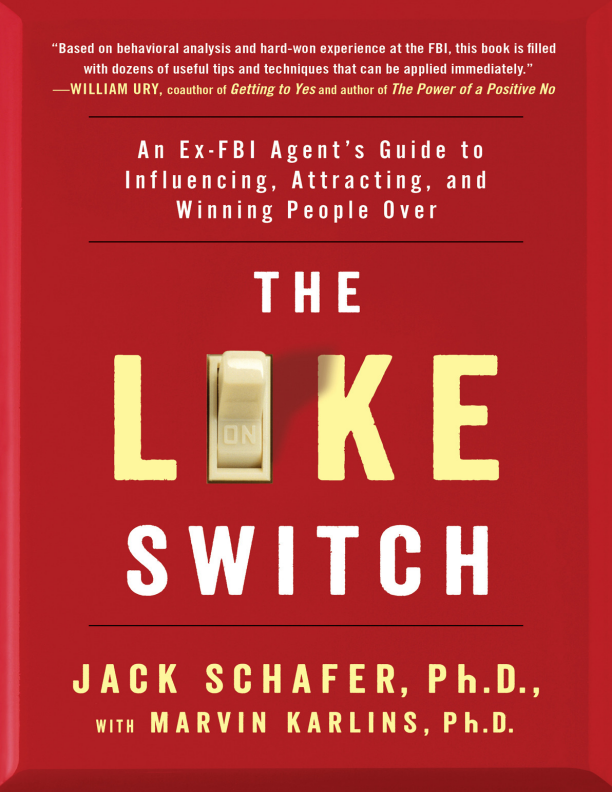 “Based on behavioral analysis and hard-won experience at the FBI, this book is filled
with dozens of useful tips and techniques that can be applied immediately.”
—WILLIAM URY, coauthor of Getting to Yes and author of The Power of a Positive No
An Ex-FBI Agent’s Guide to
Influencing, Attracting, and
Winning People Over
THE
L KE
ON
SWITCH
JACK SCHAFER, Ph.D.,
WITH MARVIN KARLINS, Ph.D.